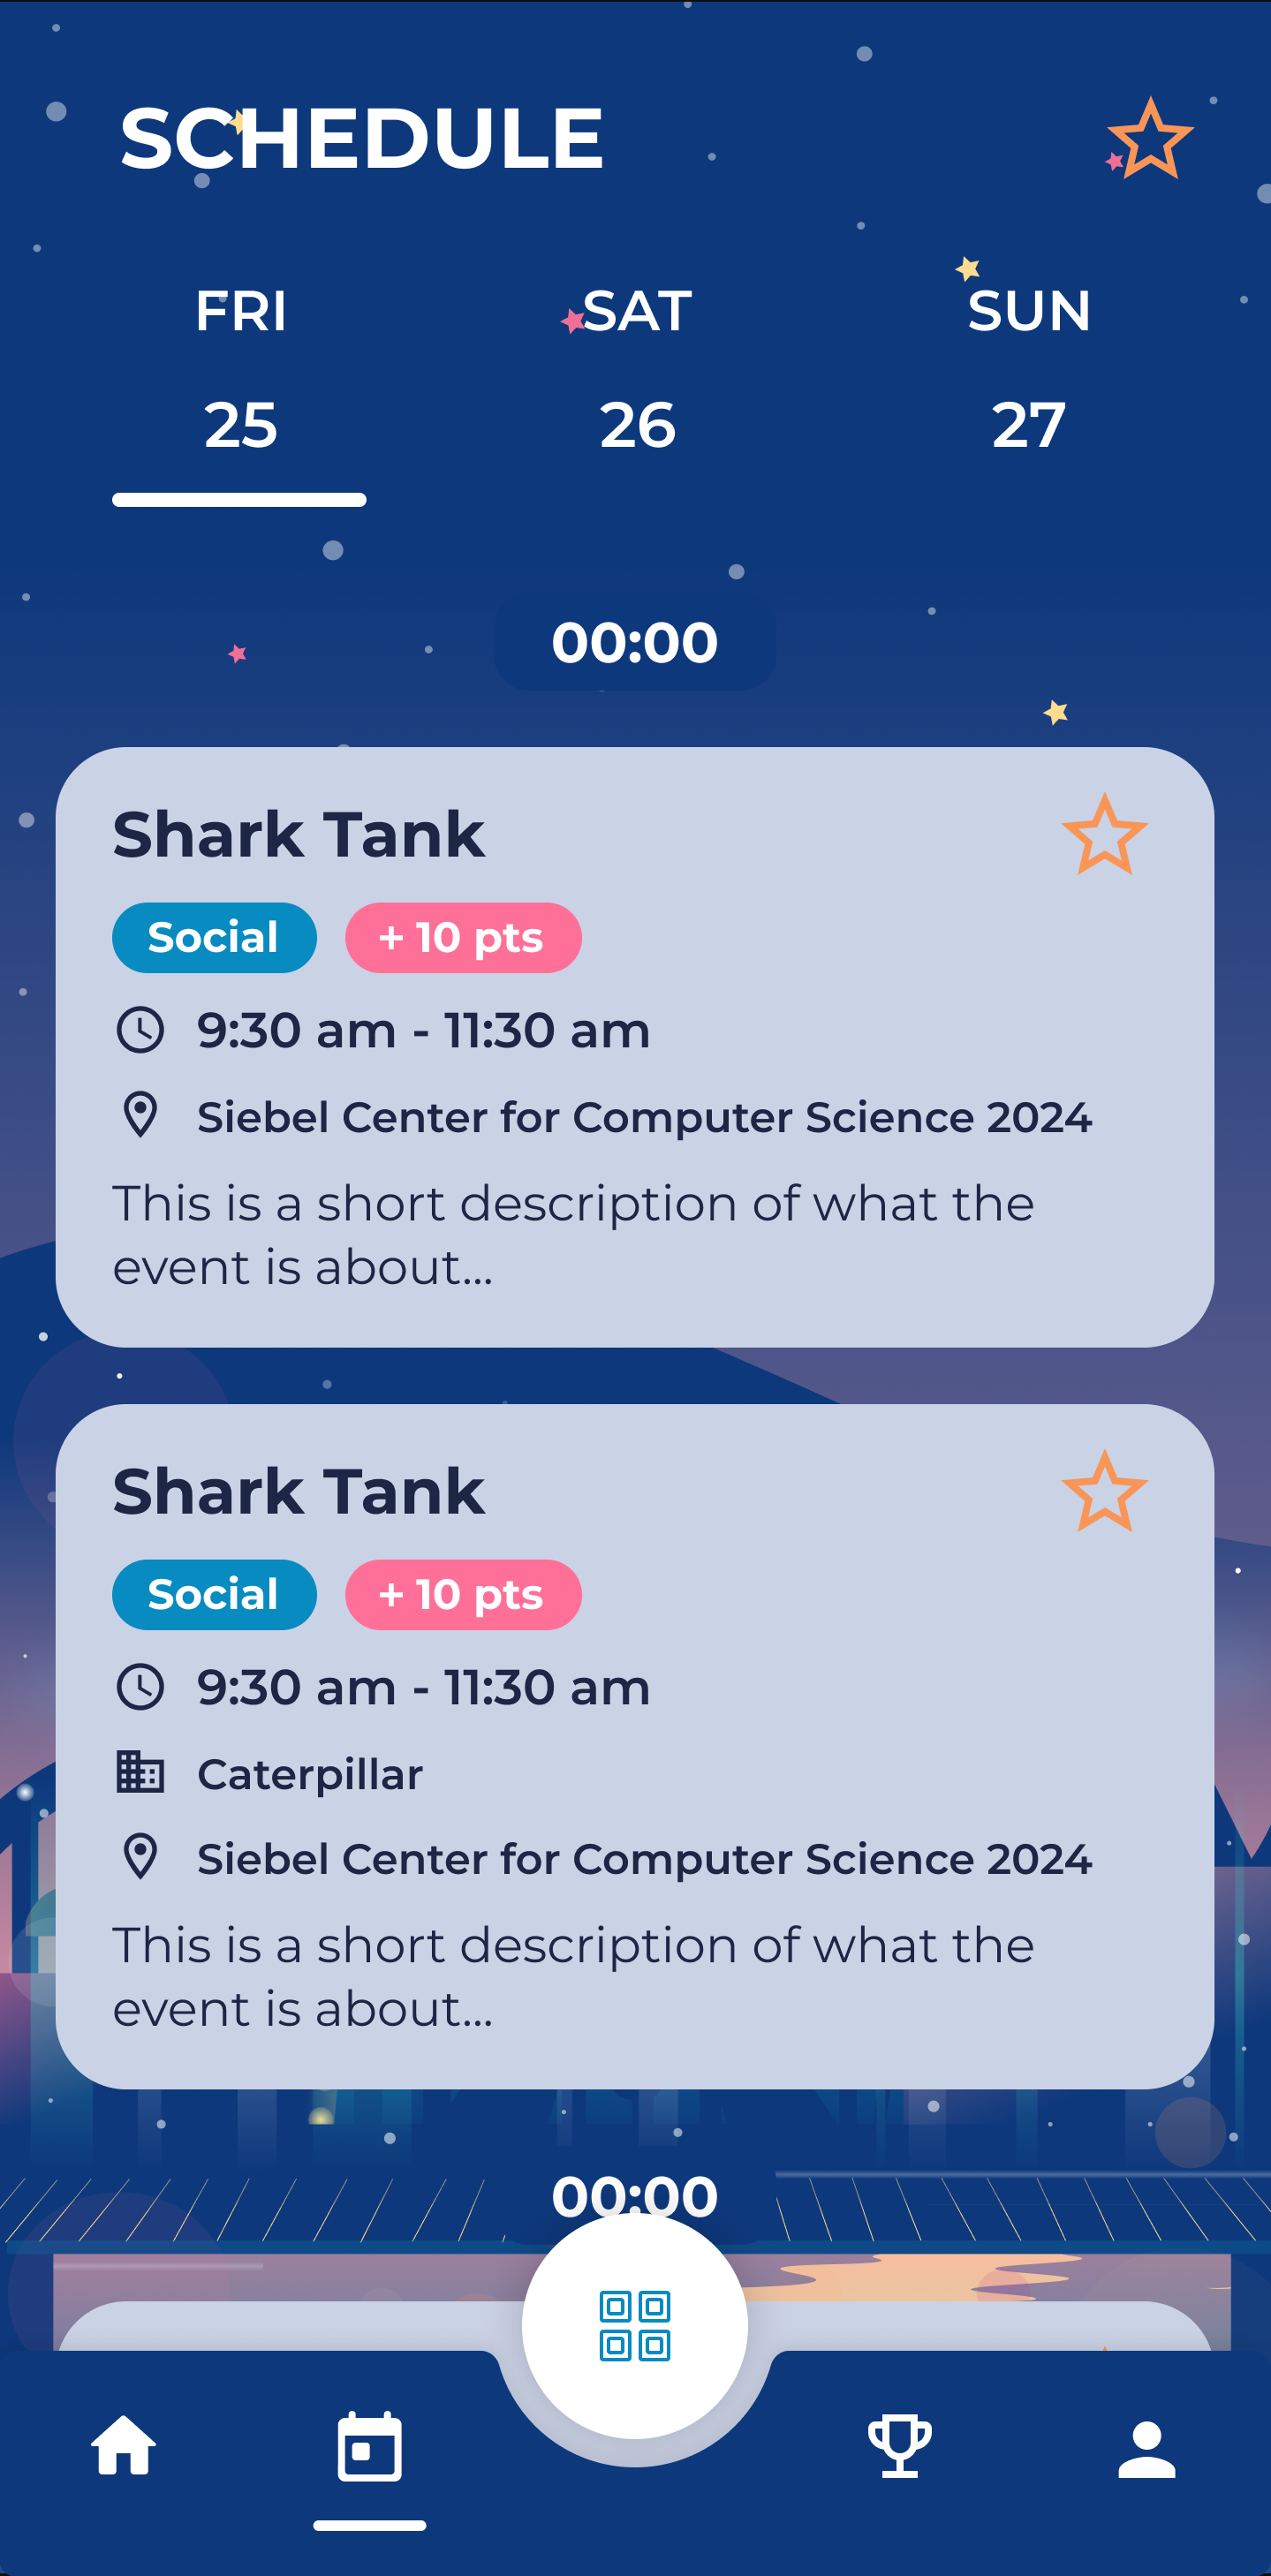 SCHEDULE
FRI
SAT
SUN
25
26
27
00:00
Shark Tank
Social
+ 10 pts
9:30 am - 11:30 am
Siebel Center for Computer Science 2024
This is a short description of what the
event is about...
Shark Tank
Social
+ 10 pts
9:30 am - 11:30 am
Caterpillar
Siebel Center for Computer Science 2024
This is a short description of what the
event is about...
00:00